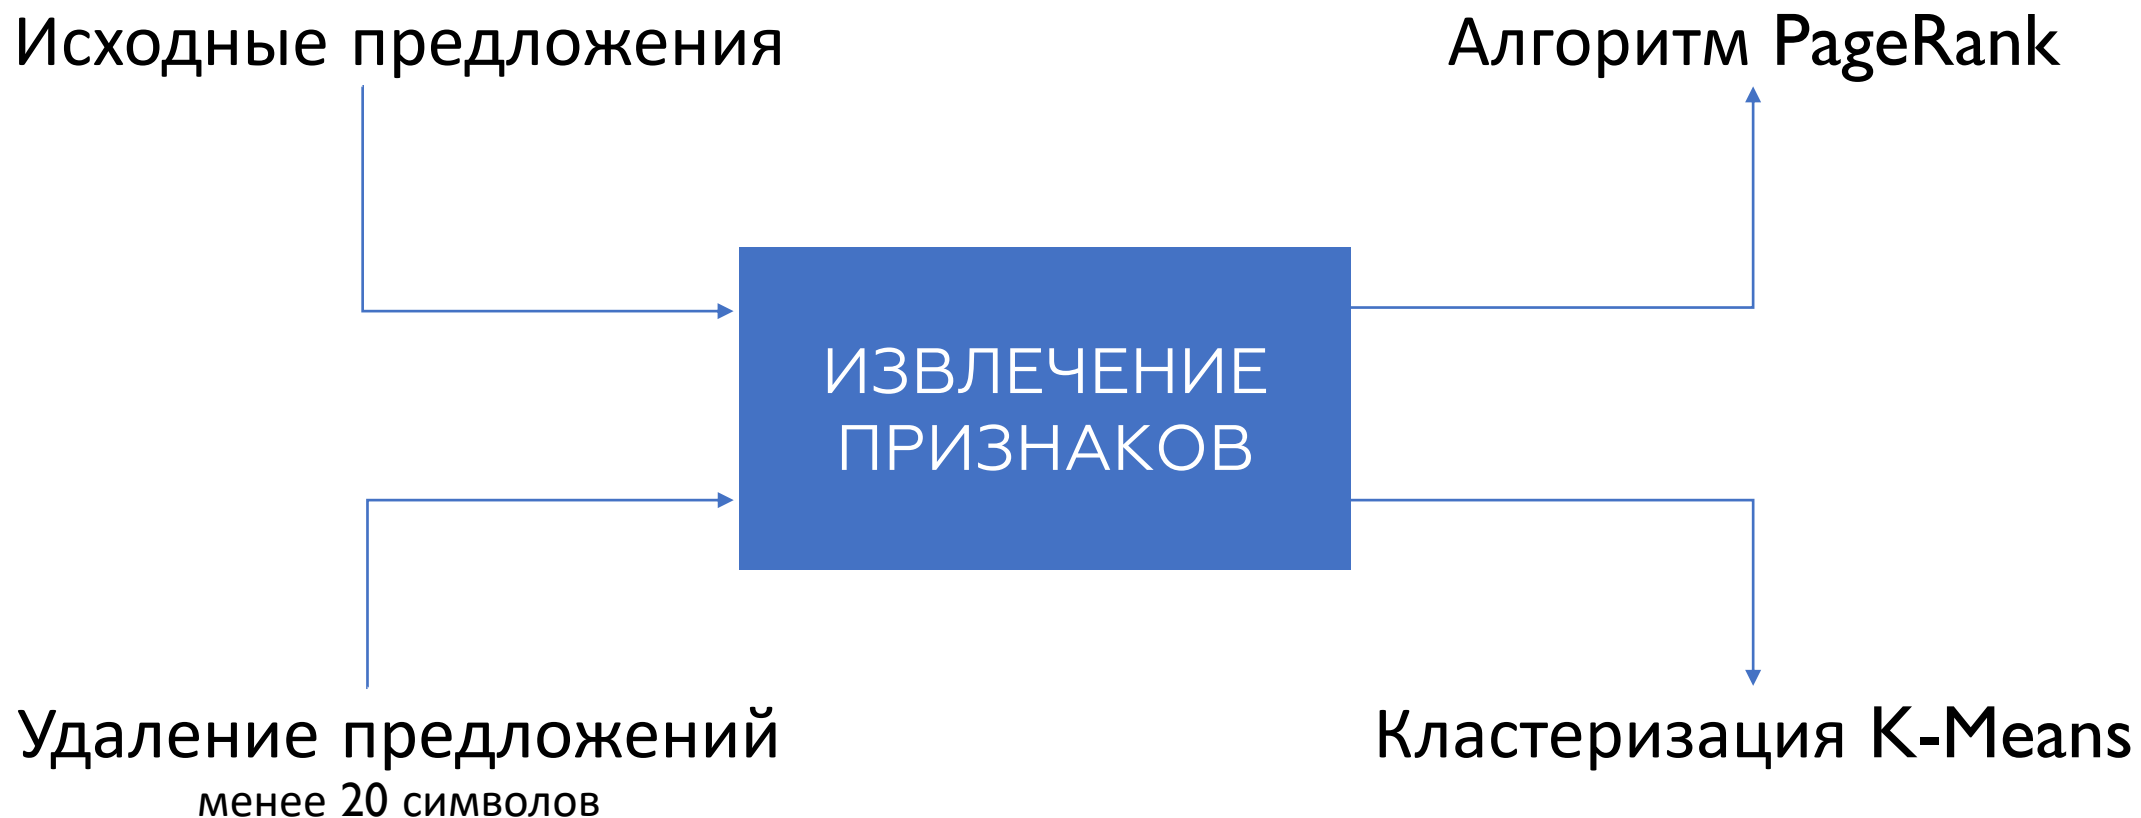 Исходные предложения
Алгоритм PageRank
ИЗВЛЕЧЕНИЕ
ПРИЗНАКОВ
Удаление предложений
менее 20 символов
Кластеризация K-Means